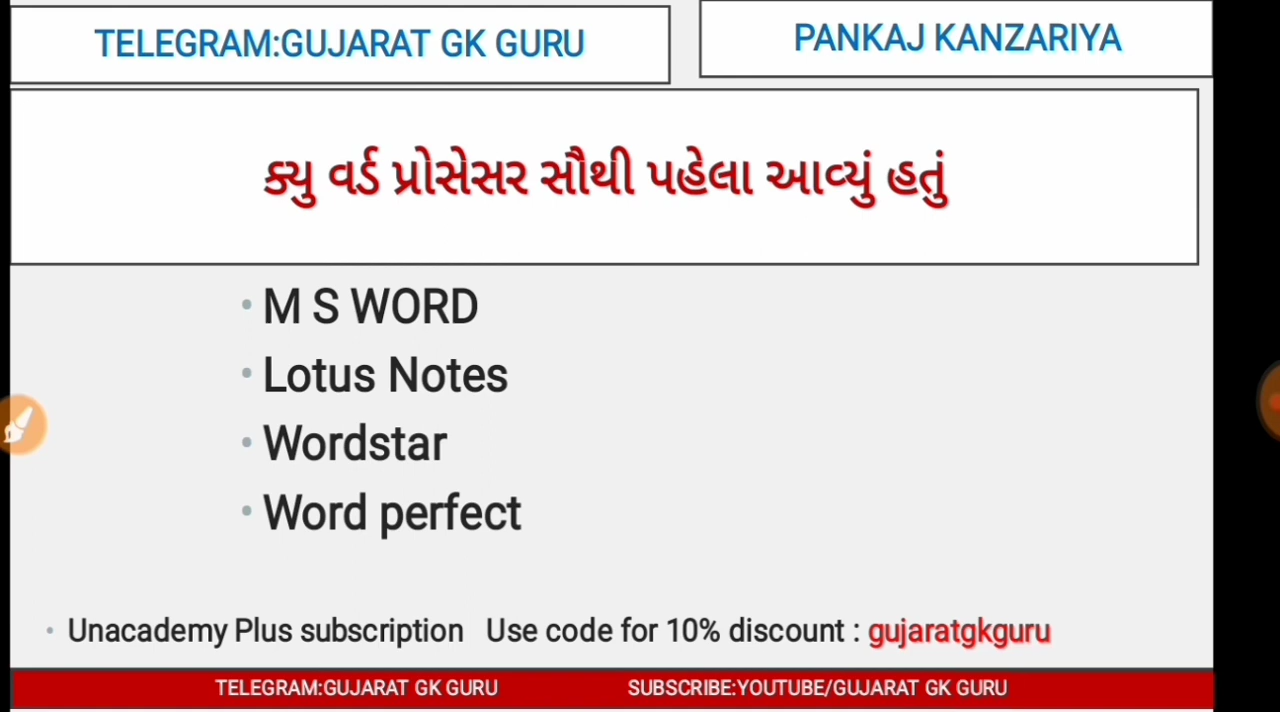 TELEGRAM:GUJARAT GK GURU
PANKAJ KANZARIYA
ક્યુ વર્ડ પ્રોસેસર સૌથી પહેલા આવ્યું હતું
• M S WORD
• Lotus Notes
• Wordstar
• Word perfect
• Unacademy Plus subscription Use code for 10% discount : gujaratgkguru
TELEGRAM:GUJARAT GK GURU SUBSCRIBE:YOUTUBE/GUJARAT GK GURU